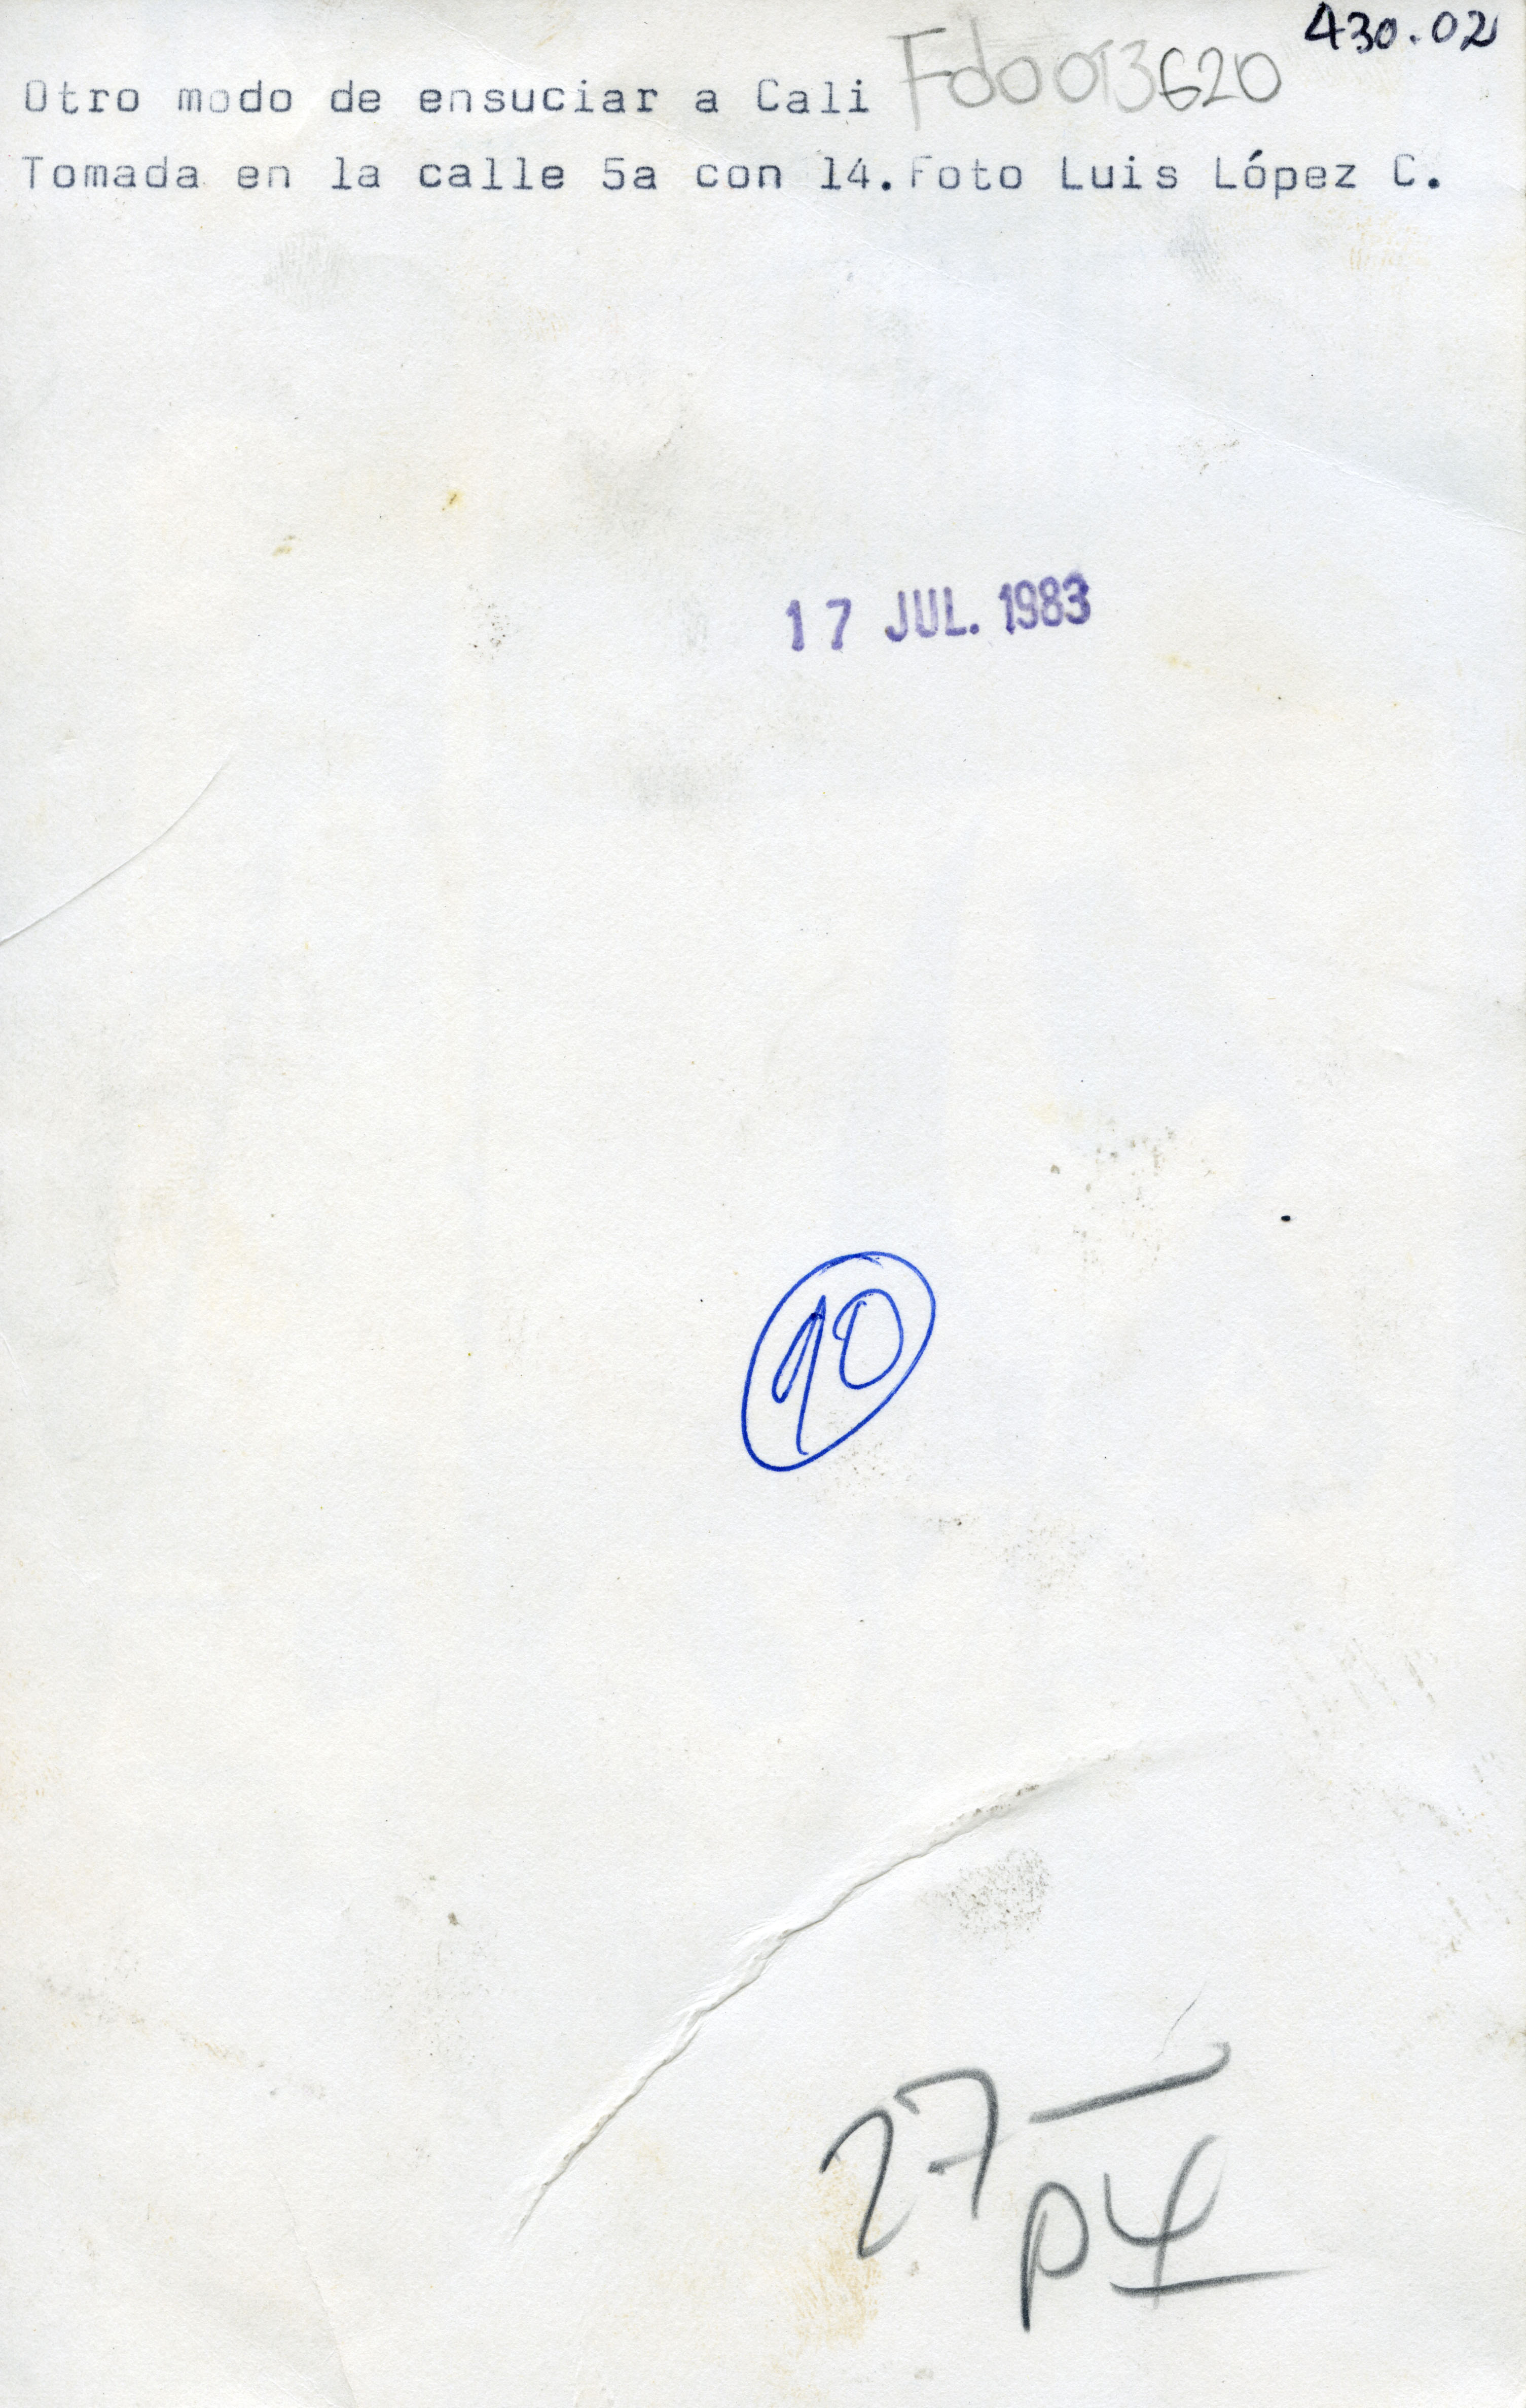 430.02
Fdo013620
Otro modo de ensuciar a Cali
Tomada en la calle 5a con 14.Foto Luis López C.
17 JUL. 1983
10
27
p4